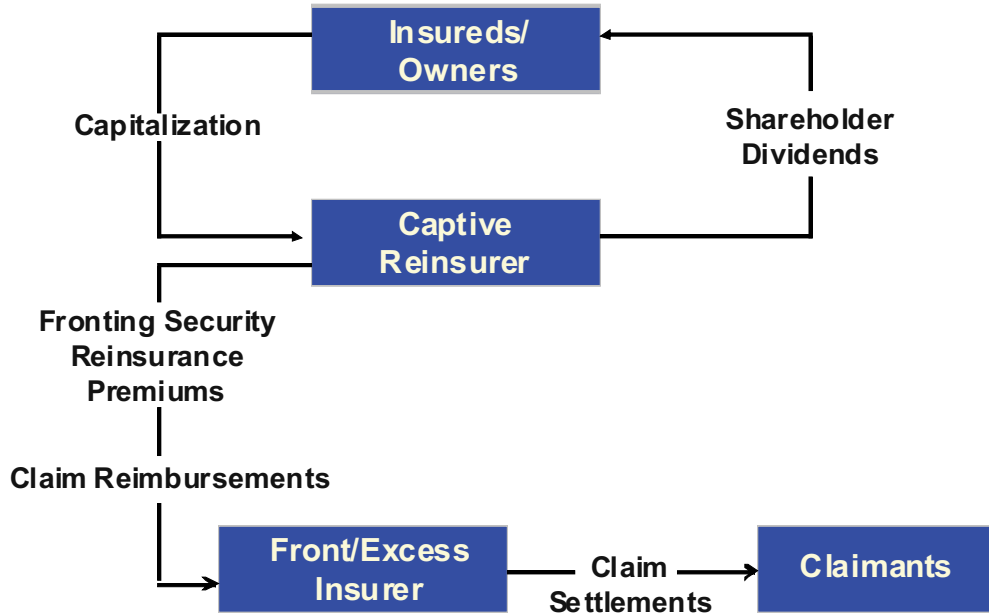 Insureds/
Owners
Capitalization
Shareholder
Dividends
Captive
Reinsurer
Fronting Security
Reinsurance
Premiums
Claim Reimbursements
Front/Excess
Insurer
Claim
Settlements
Claimants